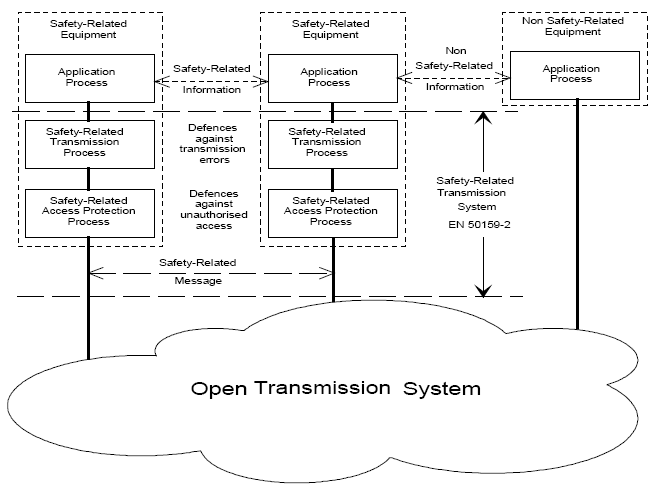 Safety-Related
Equipment
Safety-Related
Equipment
Non Safety-Related
Equipment
Application
Process
Safety-Related
Information
Application
Process
Non
Safety-Related
Information
Application
Process
Safety-Related
Transmission
Process
Defences
against
transmission
errors
Safety-Related
Transmission
Process
Safety-Related
Access Protection
Process
Defences
against
unauthorised
access
Safety-Related
Access Protection
Process
Safety-Related
Transmission
System
EN 50159-2
Safety-Related
Message
Open Transmission System